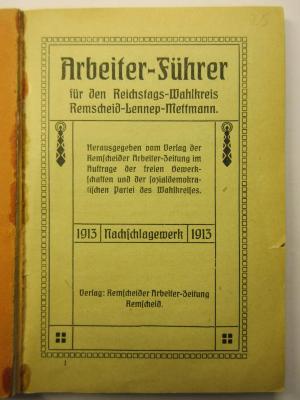 Arbeiter-Führer
für den Reichstags-Wahlkreis
Remscheid-Lennep-Mettmann.
Herausgegeben vom Verlag der
Remscheider Arbeiter-Zeitung im
Auftrage der freien Gewerk-
schaften und der sozialdemokra-
tischen Partei des Wahlkreises.
1913 Nachschlagewerk 1913
Verlag: Remscheider Arbeiter-Zeitung
Remscheid.